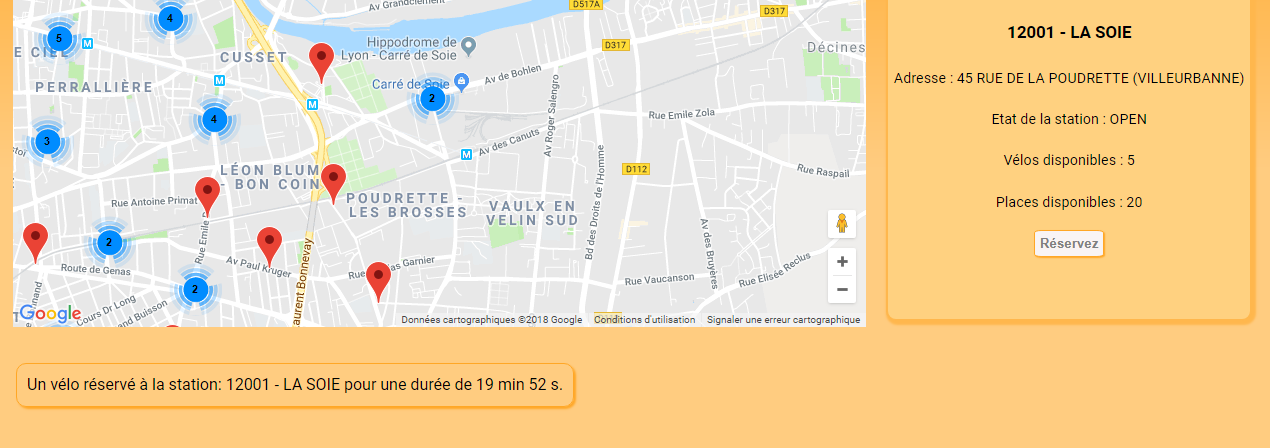 Av Grandclement
D517A
D317
4
5
M
E CIEL
CUSSET
Hippodrome de
Lyon - Carré de Soie
D317
Décines
PERRALLIÈRE
M
Carré de Soie
Av de Bohlen
2
M
4
Av Roger Salengro
Rue Emile Zola
3
Av des Canuts
M
Bd des Droits de l'Homme
D112
LÉON BLUM
- BON COIN
Rue Raspail
Rue Antoine Primat
POUDRETTE -
LES BROSSES
VAULX EN
VELIN SUD
Rue Emile
2
Av des Bruyères
Av Paul Kruger
Laurent Bonnevay
Route de Genas
Garnier
Rue Vaucanson
Rue Elisée Reclus
2
Cours Dr Long
Buisson
Google
Données cartographiques ©2018 Google
Conditions d'utilisation
Signaler une erreur cartographique
12001 - LA SOIE
Adresse : 45 RUE DE LA POUDRETTE (VILLEURBANNE)
Etat de la station : OPEN
Vélos disponibles : 5
Places disponibles : 20
Réservez
Un vélo réservé à la station: 12001 - LA SOIE pour une durée de 19 min 52 s.